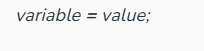 variable = value;